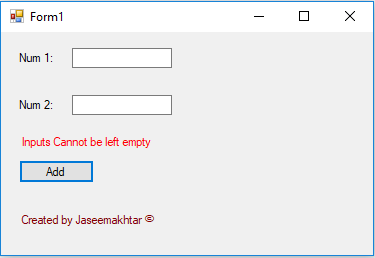 Form1
Num 1:
Num 2:
Inputs Cannot be left empty
Add
Created by Jaseemakhtar ©